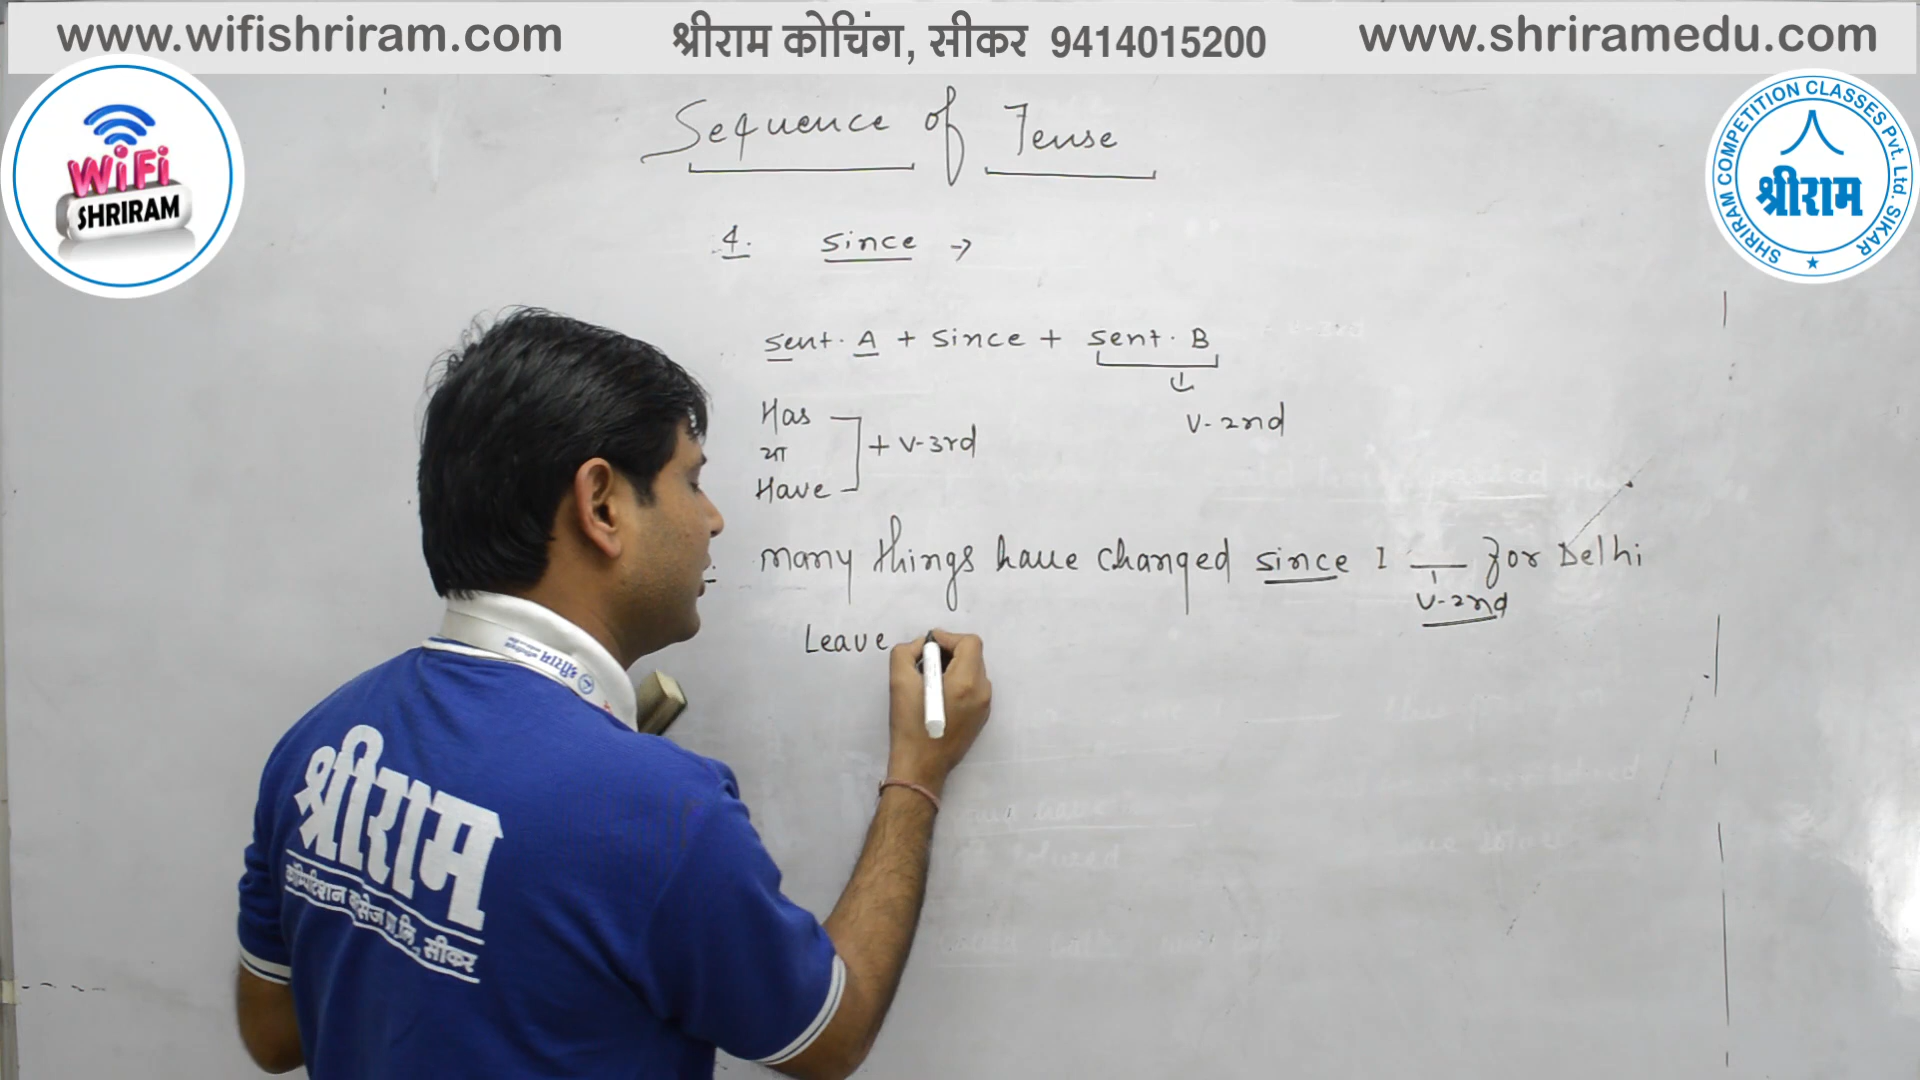 www.wifishriram.com श्रीराम कोचिंग, सीकर 9414015200 www.shriramedu.com
WiFi
SHRIRAM
SHRIRAM COMPETITION CLASSES Pvt. Ltd. SIKAR
श्रीराम
Sequence of Tense
4. since →
sent. A + since + sent. B
V-2nd
Has
या
Have
+ V-3rd
many things have changed since I ___ for Delhi
V-2nd
Leave
श्रीराम
कॉम्पिटिशन क्लासेज प्रा. लि., सीकर